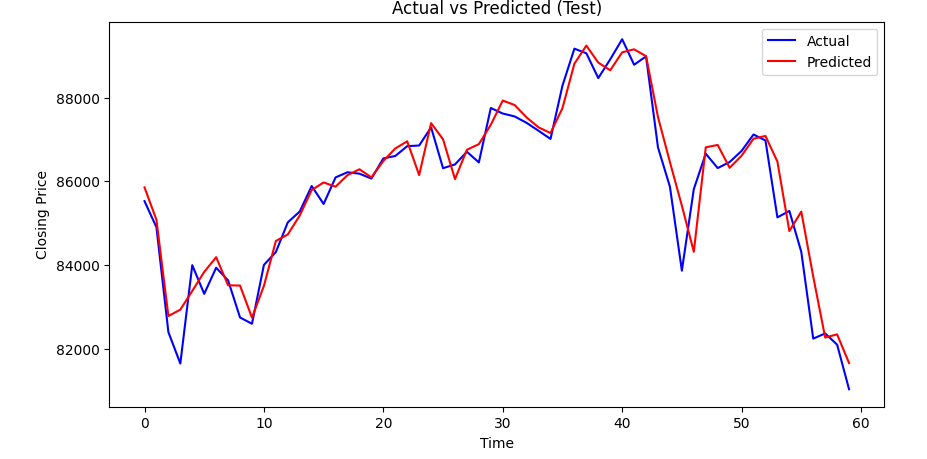 Actual vs Predicted (Test)
Actual
Predicted
88000
86000
84000
82000
Closing Price
0 10 20 30 40 50 60
Time